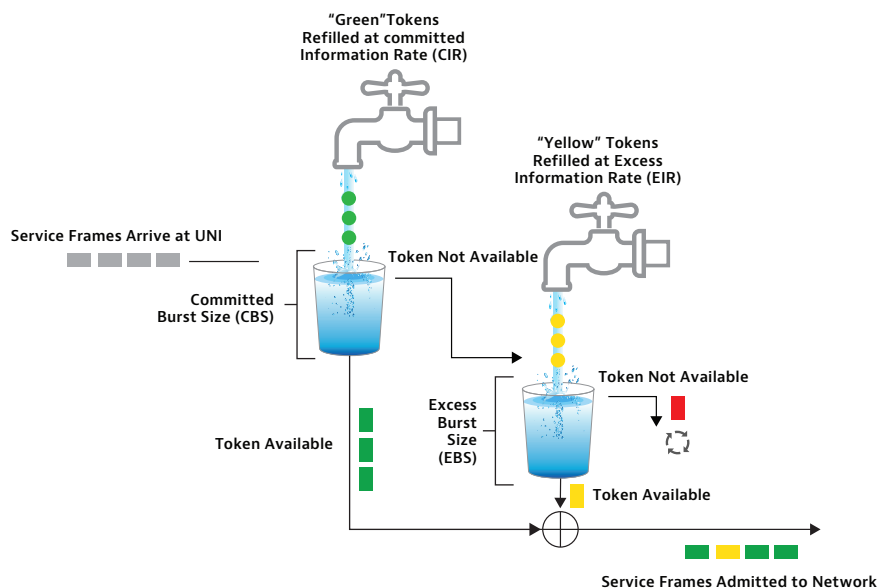 “Green”Tokens
Refilled at committed
Information Rate (CIR)
“Yellow” Tokens
Refilled at Excess
Information Rate (EIR)
Service Frames Arrive at UNI
Token Not Available
Committed
Burst Size (CBS)
Token Not Available
Excess
Burst
Size
(EBS)
Token Available
Token Available
Service Frames Admitted to Network